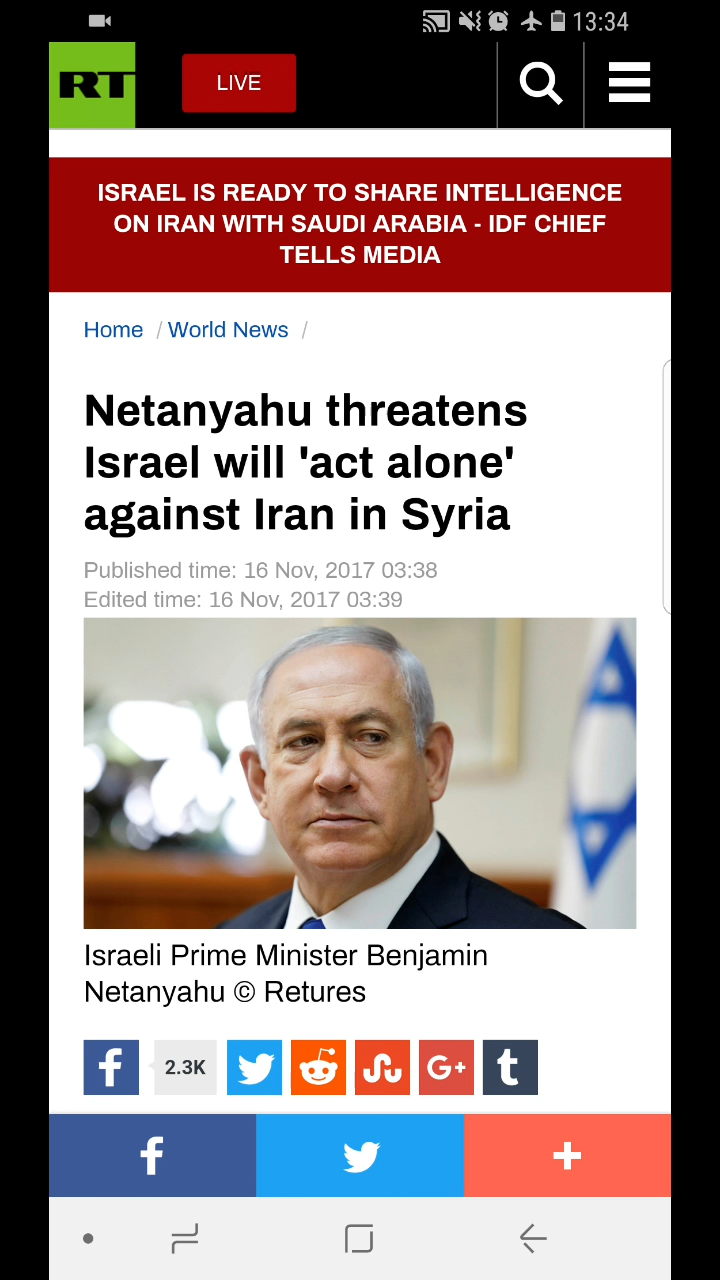 13:34
RT
LIVE
ISRAEL IS READY TO SHARE INTELLIGENCE
ON IRAN WITH SAUDI ARABIA - IDF CHIEF
TELLS MEDIA
Home / World News /
Netanyahu threatens
Israel will 'act alone'
against Iran in Syria
Published time: 16 Nov, 2017 03:38
Edited time: 16 Nov, 2017 03:39
Israeli Prime Minister Benjamin
Netanyahu © Retures
f 2.3K G+ t
f +